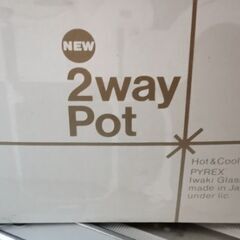 NEW
2way
Pot
Hot & Cool
PYREX
Iwaki Glass
made in Ja
under lic.